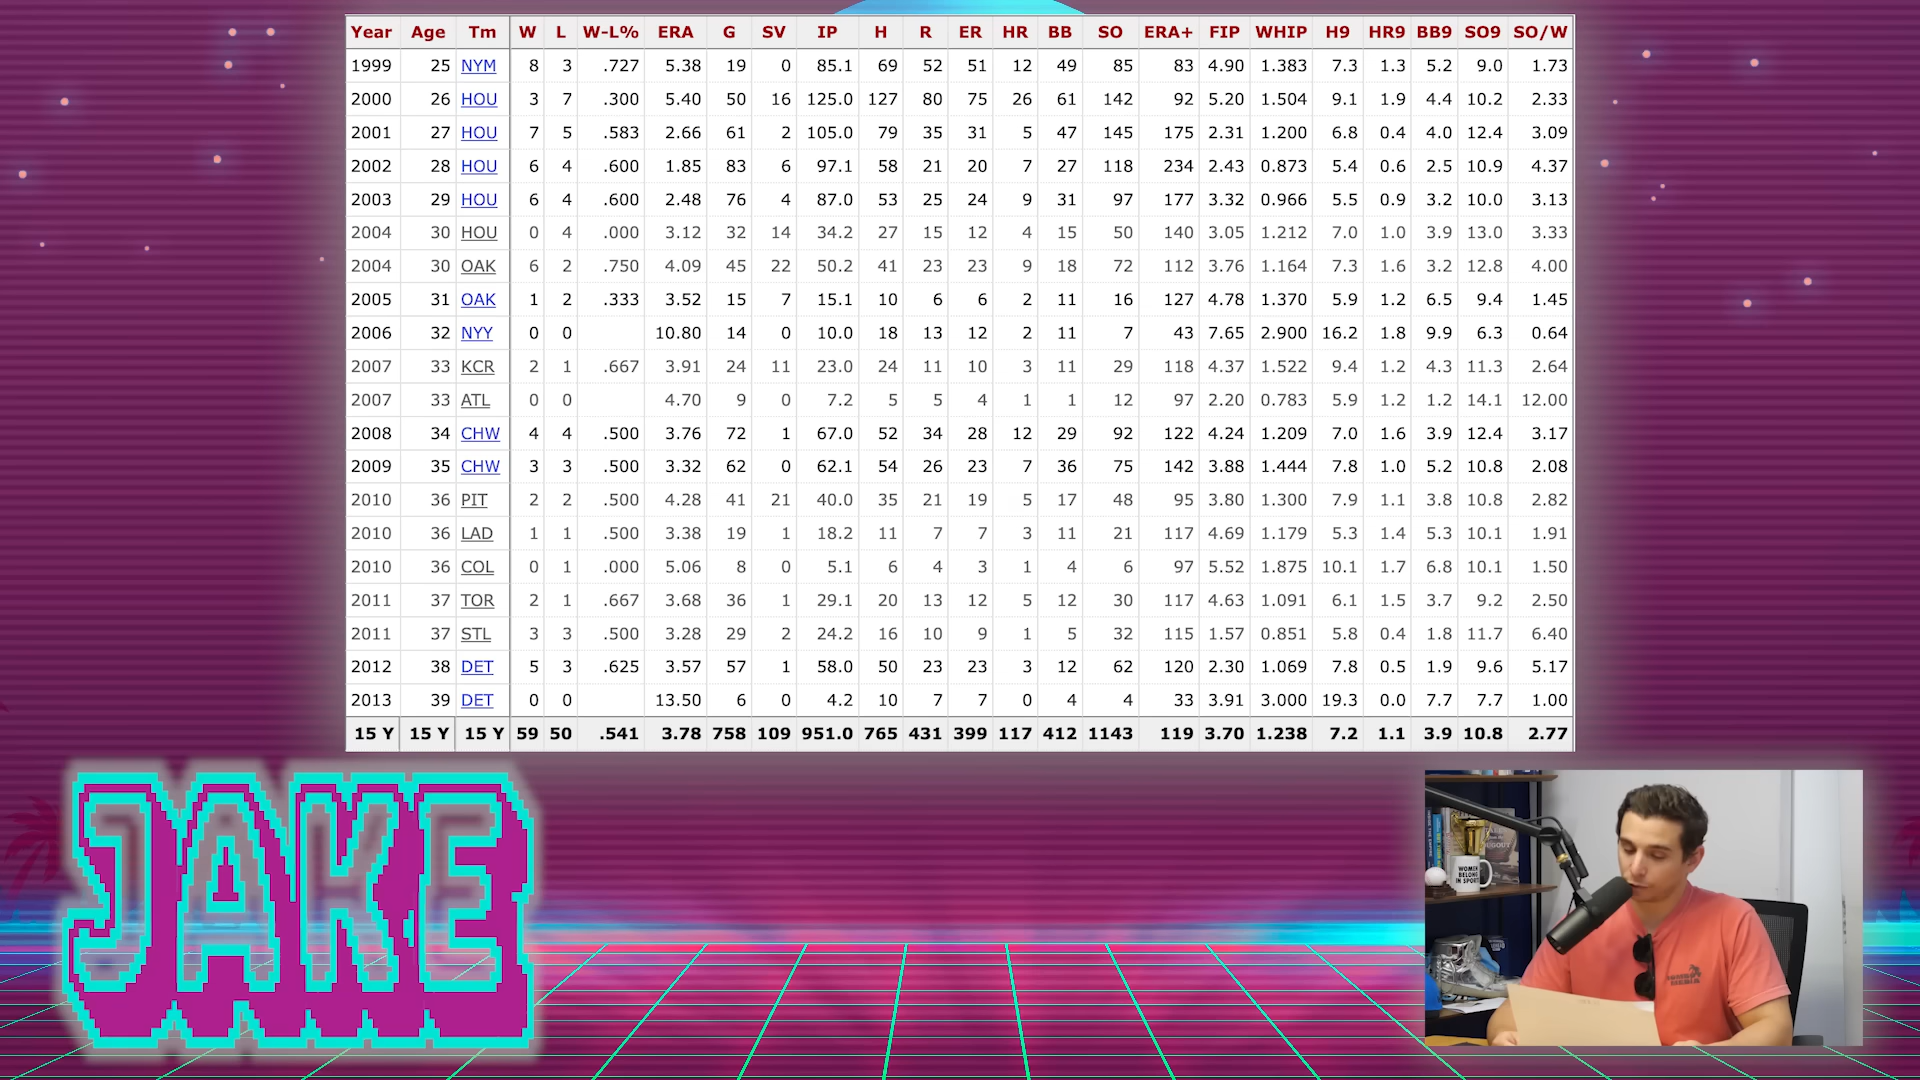 Year Age Tm W L W-L% ERA G SV IP H R ER HR BB SO ERA+ FIP WHIP H9 HR9 BB9 SO9 SO/W
1999 25 NYM 8 3 .727 5.38 19 0 85.1 69 52 51 12 49 85 83 4.90 1.383 7.3 1.3 5.2 9.0 1.73
2000 26 HOU 3 7 .300 5.40 50 16 125.0 127 80 75 26 61 142 92 5.20 1.504 9.1 1.9 4.4 10.2 2.33
2001 27 HOU 7 5 .583 2.66 61 2 105.0 79 35 31 5 47 145 175 2.31 1.200 6.8 0.4 4.0 12.4 3.09
2002 28 HOU 6 4 .600 1.85 83 6 97.1 58 21 20 7 27 118 234 2.43 0.873 5.4 0.6 2.5 10.9 4.37
2003 29 HOU 6 4 .600 2.48 76 4 87.0 53 25 24 9 31 97 177 3.32 0.966 5.5 0.9 3.2 10.0 3.13
2004 30 HOU 0 4 .000 3.12 32 14 34.2 27 15 12 4 15 50 140 3.05 1.212 7.0 1.0 3.9 13.0 3.33
2004 30 OAK 6 2 .750 4.09 45 22 50.2 41 23 23 9 18 72 112 3.76 1.164 7.3 1.6 3.2 12.8 4.00
2005 31 OAK 1 2 .333 3.52 15 7 15.1 10 6 6 2 11 16 127 4.78 1.370 5.9 1.2 6.5 9.4 1.45
2006 32 NYY 0 0 10.80 14 0 10.0 18 13 12 2 11 7 43 7.65 2.900 16.2 1.8 9.9 6.3 0.64
2007 33 KCR 2 1 .667 3.91 24 11 23.0 24 11 10 3 11 29 118 4.37 1.522 9.4 1.2 4.3 11.3 2.64
2007 33 ATL 0 0 4.70 9 0 7.2 5 5 4 1 1 12 97 2.20 0.783 5.9 1.2 1.2 14.1 12.00
2008 34 CHW 4 4 .500 3.76 72 1 67.0 52 34 28 12 29 92 122 4.24 1.209 7.0 1.6 3.9 12.4 3.17
2009 35 CHW 3 3 .500 3.32 62 0 62.1 54 26 23 7 36 75 142 3.88 1.444 7.8 1.0 5.2 10.8 2.08
2010 36 PIT 2 2 .500 4.28 41 21 40.0 35 21 19 5 17 48 95 3.80 1.300 7.9 1.1 3.8 10.8 2.82
2010 36 LAD 1 1 .500 3.38 19 1 18.2 11 7 7 3 11 21 117 4.69 1.179 5.3 1.4 5.3 10.1 1.91
2010 36 COL 0 1 .000 5.06 8 0 5.1 6 4 3 1 4 6 97 5.52 1.875 10.1 1.7 6.8 10.1 1.50
2011 37 TOR 2 1 .667 3.68 36 1 29.1 20 13 12 5 12 30 117 4.63 1.091 6.1 1.5 3.7 9.2 2.50
2011 37 STL 3 3 .500 3.28 29 2 24.2 16 10 9 1 5 32 115 1.57 0.851 5.8 0.4 1.8 11.7 6.40
2012 38 DET 5 3 .625 3.57 57 1 58.0 50 23 23 3 12 62 120 2.30 1.069 7.8 0.5 1.9 9.6 5.17
2013 39 DET 0 0 13.50 6 0 4.2 10 7 7 0 4 4 33 3.91 3.000 19.3 0.0 7.7 7.7 1.00
15 Y 15 Y 15 Y 59 50 .541 3.78 758 109 951.0 765 431 399 117 412 1143 119 3.70 1.238 7.2 1.1 3.9 10.8 2.77
JAKE
WOMEN
BELONG
IN SPORTS